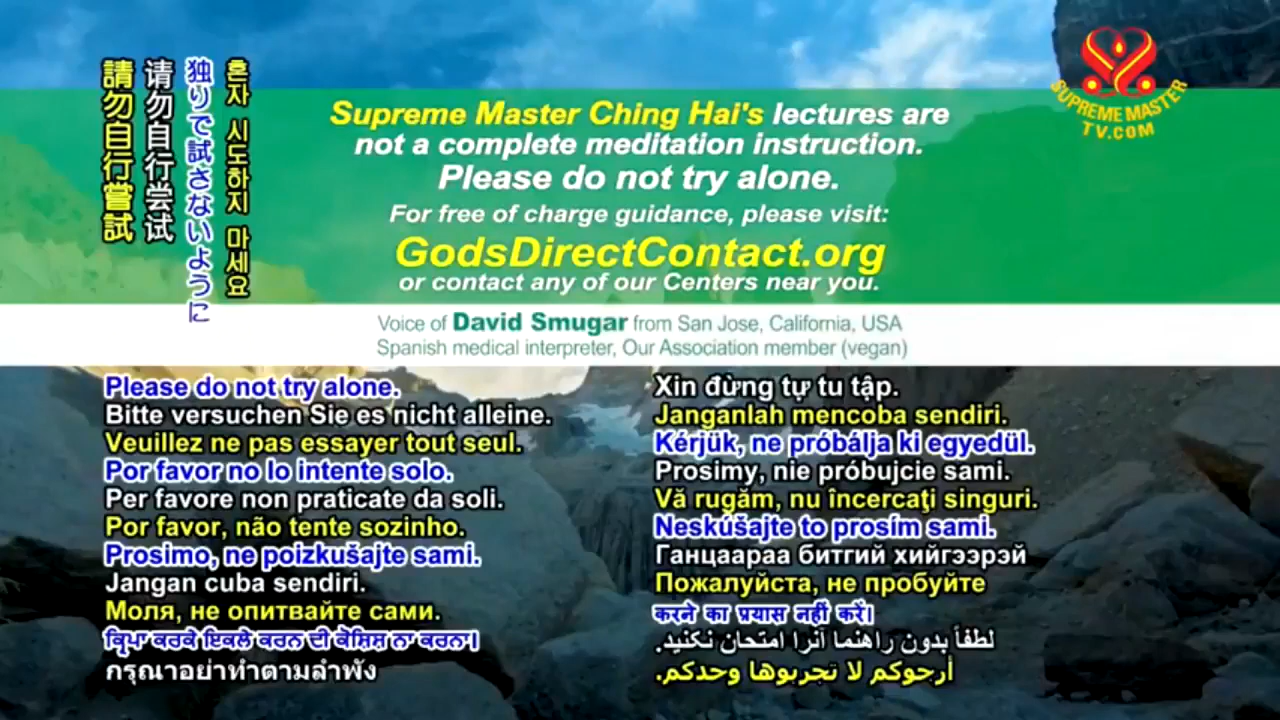 請勿自行嘗試
请勿自行尝试
独りで試さないように
혼자 시도하지 마세요
SUPREME MASTER
TV.COM
Supreme Master Ching Hai's lectures are
not a complete meditation instruction.
Please do not try alone.
For free of charge guidance, please visit:
GodsDirectContact.org
or contact any of our Centers near you.
Voice of David Smugar from San Jose, California, USA
Spanish medical interpreter, Our Association member (vegan)
Please do not try alone.
Bitte versuchen Sie es nicht alleine.
Veuillez ne pas essayer tout seul.
Por favor no lo intente solo.
Per favore non praticate da soli.
Por favor, não tente sozinho.
Prosimo, ne poizkušajte sami.
Jangan cuba sendiri.
Моля, не опитвайте сами.
ਕ੍ਰਿਪਾ ਕਰਕੇ ਇਕਲੇ ਕਰਨ ਦੀ ਕੋਸ਼ਿਸ਼ ਨਾ ਕਰਨਾ।
กรุณาอย่าทำตามลำพัง
Xin đừng tự tu tập.
Janganlah mencoba sendiri.
Kérjük, ne próbálja ki egyedül.
Prosimy, nie próbujcie sami.
Vă rugăm, nu încercaţi singuri.
Neskúšajte to prosím sami.
Ганцаараа битгий хийгээрэй
Пожалуйста, не пробуйте
करने का प्रयास नहीं करें।
لطفاً بدون راهنما آنرا امتحان نکنید.
أرجوكم لا تجربوها وحدكم.